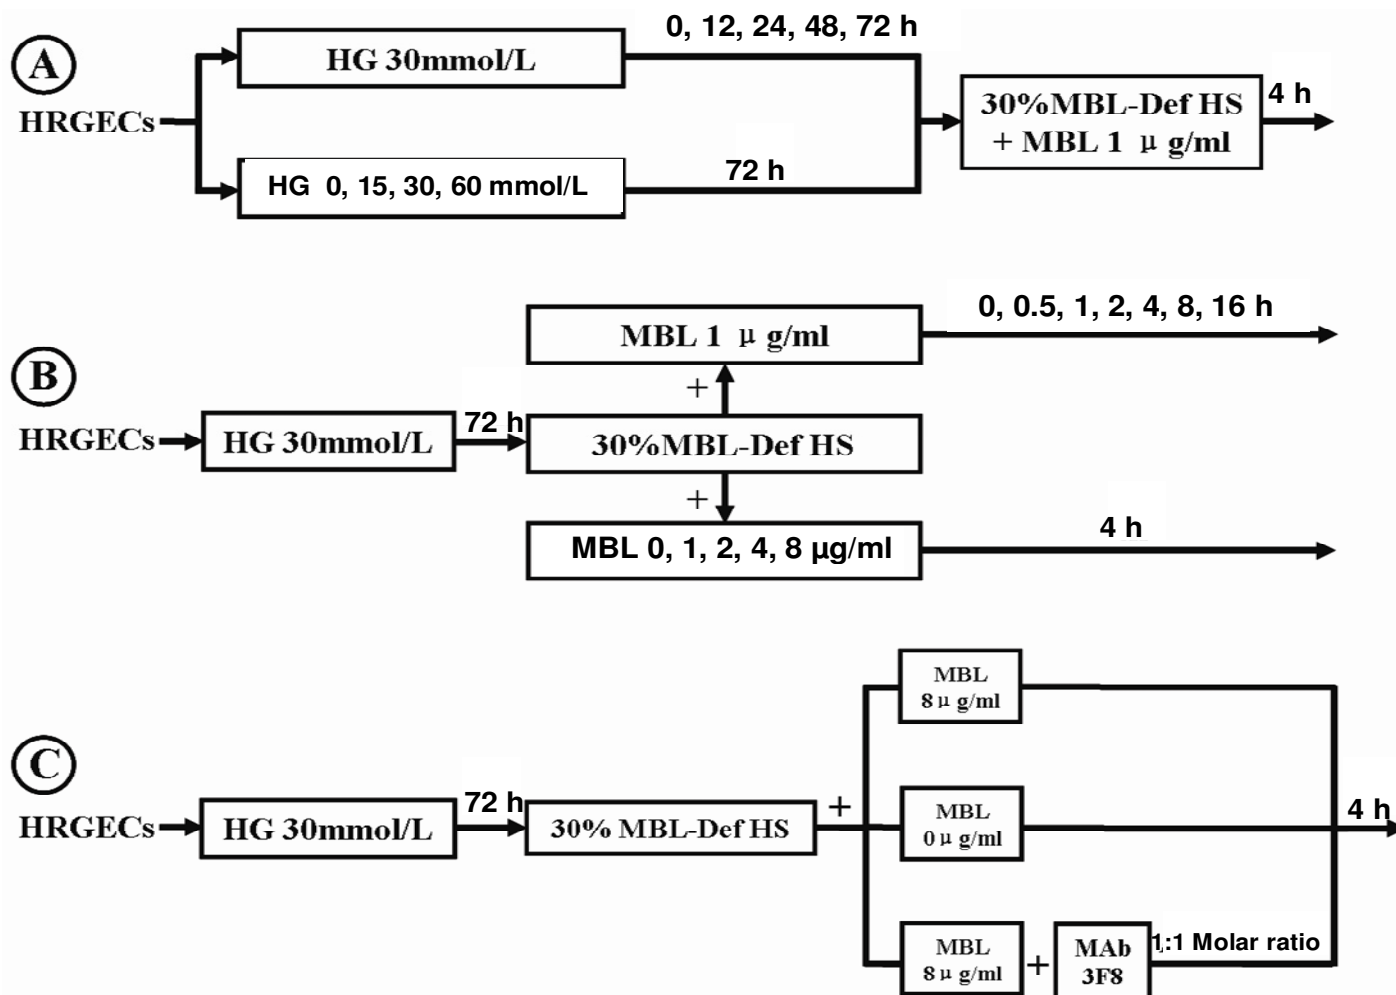 A
HRGECs
HG 30mmol/L
0, 12, 24, 48, 72 h
HG 0, 15, 30, 60 mmol/L
72 h
30%MBL-Def HS
+ MBL 1 μ g/ml
4 h
B
HRGECs
HG 30mmol/L
72 h
MBL 1 μ g/ml
0, 0.5, 1, 2, 4, 8, 16 h
+
30%MBL-Def HS
+
MBL 0, 1, 2, 4, 8 µg/ml
4 h
C
HRGECs
HG 30mmol/L
72 h
30% MBL-Def HS
+
MBL
8 μ g/ml
MBL
0 μ g/ml
MBL
8 μ g/ml
+
MAb
3F8
1:1 Molar ratio
4 h